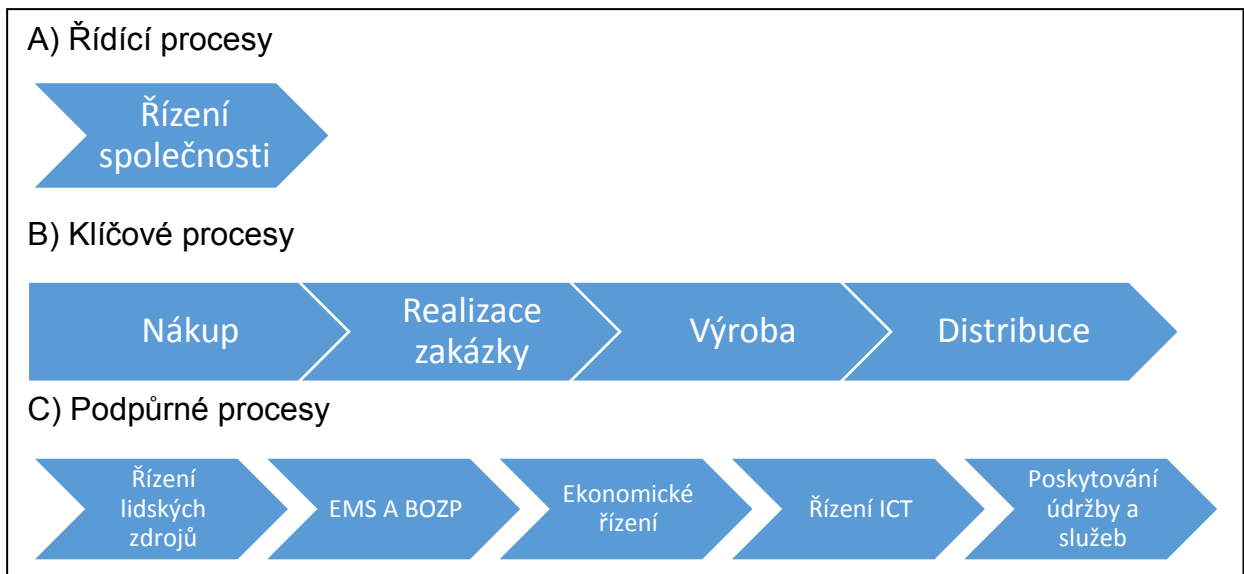 A) Řídící procesy
Řízení
společnosti
B) Klíčové procesy
Nákup
Realizace
zakázky
Výroba
Distribuce
C) Podpůrné procesy
Řízení
lidských
zdrojů
EMS A BOZP
Ekonomické
řízení
Řízení ICT
Poskytování
údržby a
služeb